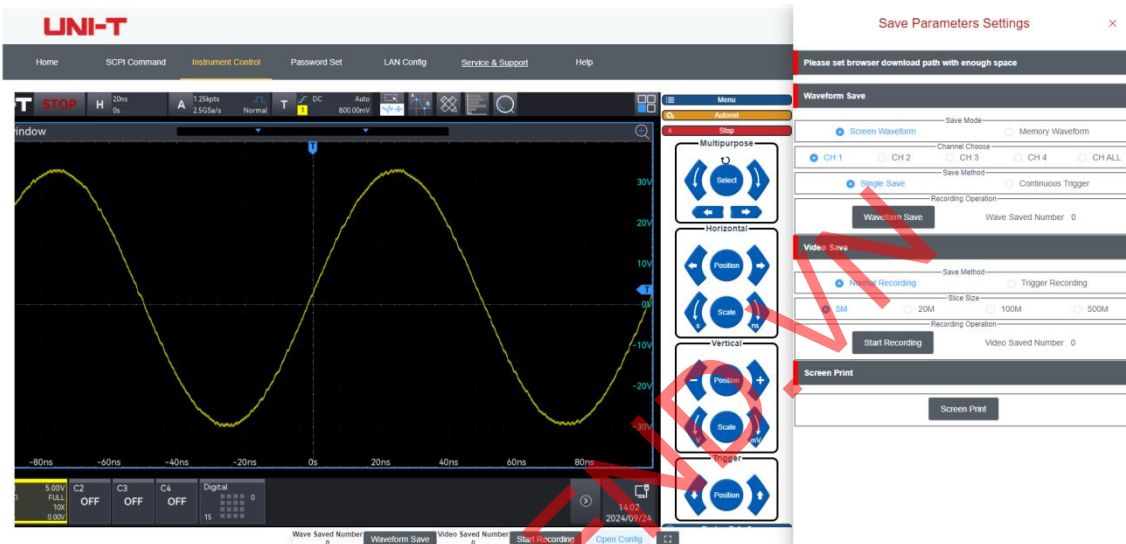 UNI-T
Home SCPI Command Instrument Control Password Set LAN Config Service & Support Help
T STOP H 20ns 0s A 1.25kpts 2.5GSa/s Normal T 1 DC Auto 800.00mV
indow
T
30V
20V
10V
T
0V
-10V
-20V
-30V
-80ns -60ns -40ns -20ns 0s 20ns 40ns 60ns 80ns
5.00V
FULL
10X
0.00V
C2 OFF
C3 OFF
C4 OFF
Digital
0
15
14:02
2024/09/24
Menu
Autoset
Stop
Multipurpose
Select
Horizontal
Position
Scale
s ns
Vertical
Position
Scale
V mV
Trigger
Position
Wave Saved Number 0 Waveform Save Video Saved Number 0 Start Recording Open Config
Save Parameters Settings ×
Please set browser download path with enough space
Waveform Save
Save Mode
Screen Waveform Memory Waveform
Channel Choose
CH 1 CH 2 CH 3 CH 4 CH ALL
Save Method
Single Save Continuous Trigger
Recording Operation
Waveform Save Wave Saved Number 0
Video Save
Save Method
Normal Recording Trigger Recording
Slice Size
5M 20M 100M 500M
Recording Operation
Start Recording Video Saved Number 0
Screen Print
Screen Print